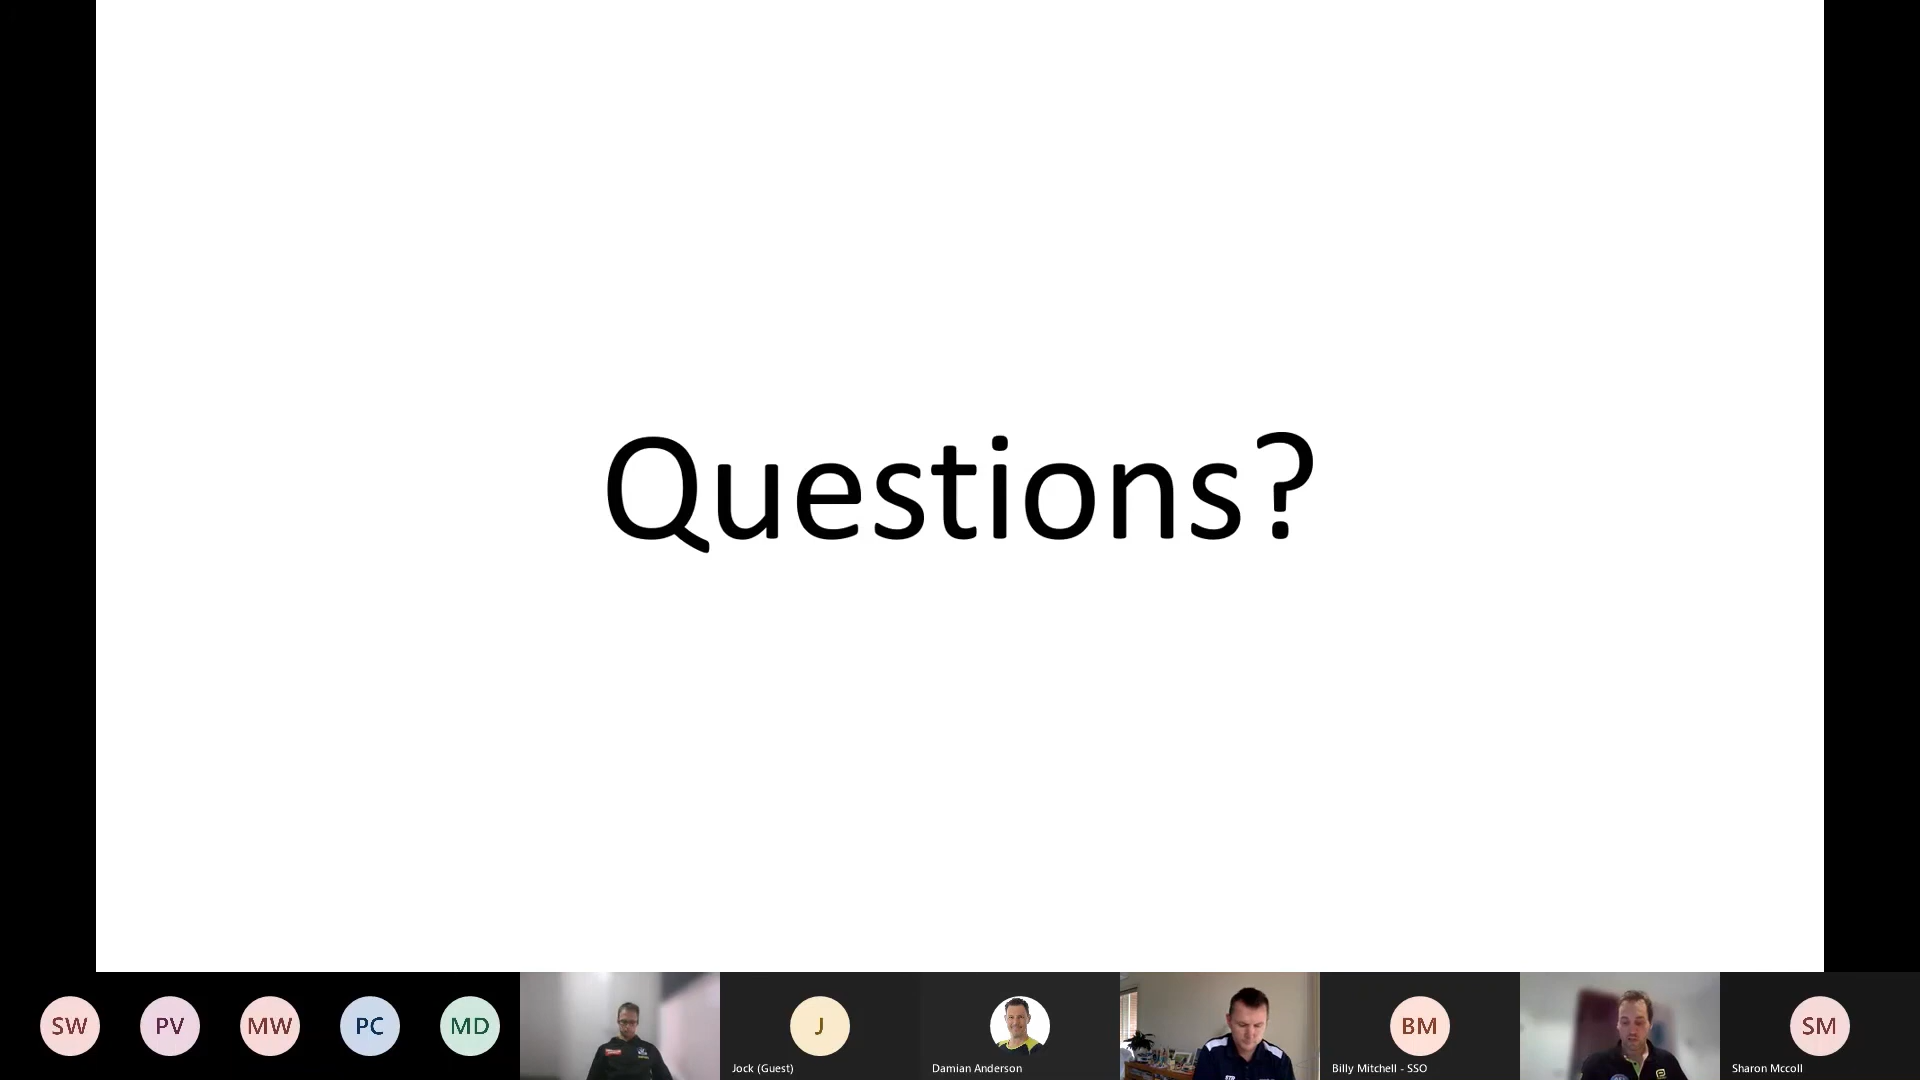 Questions?
SW
PV
MW
PC
MD
J
BM
SM
Jock (Guest)
Damian Anderson
Billy Mitchell - SSO
Sharon Mccoll